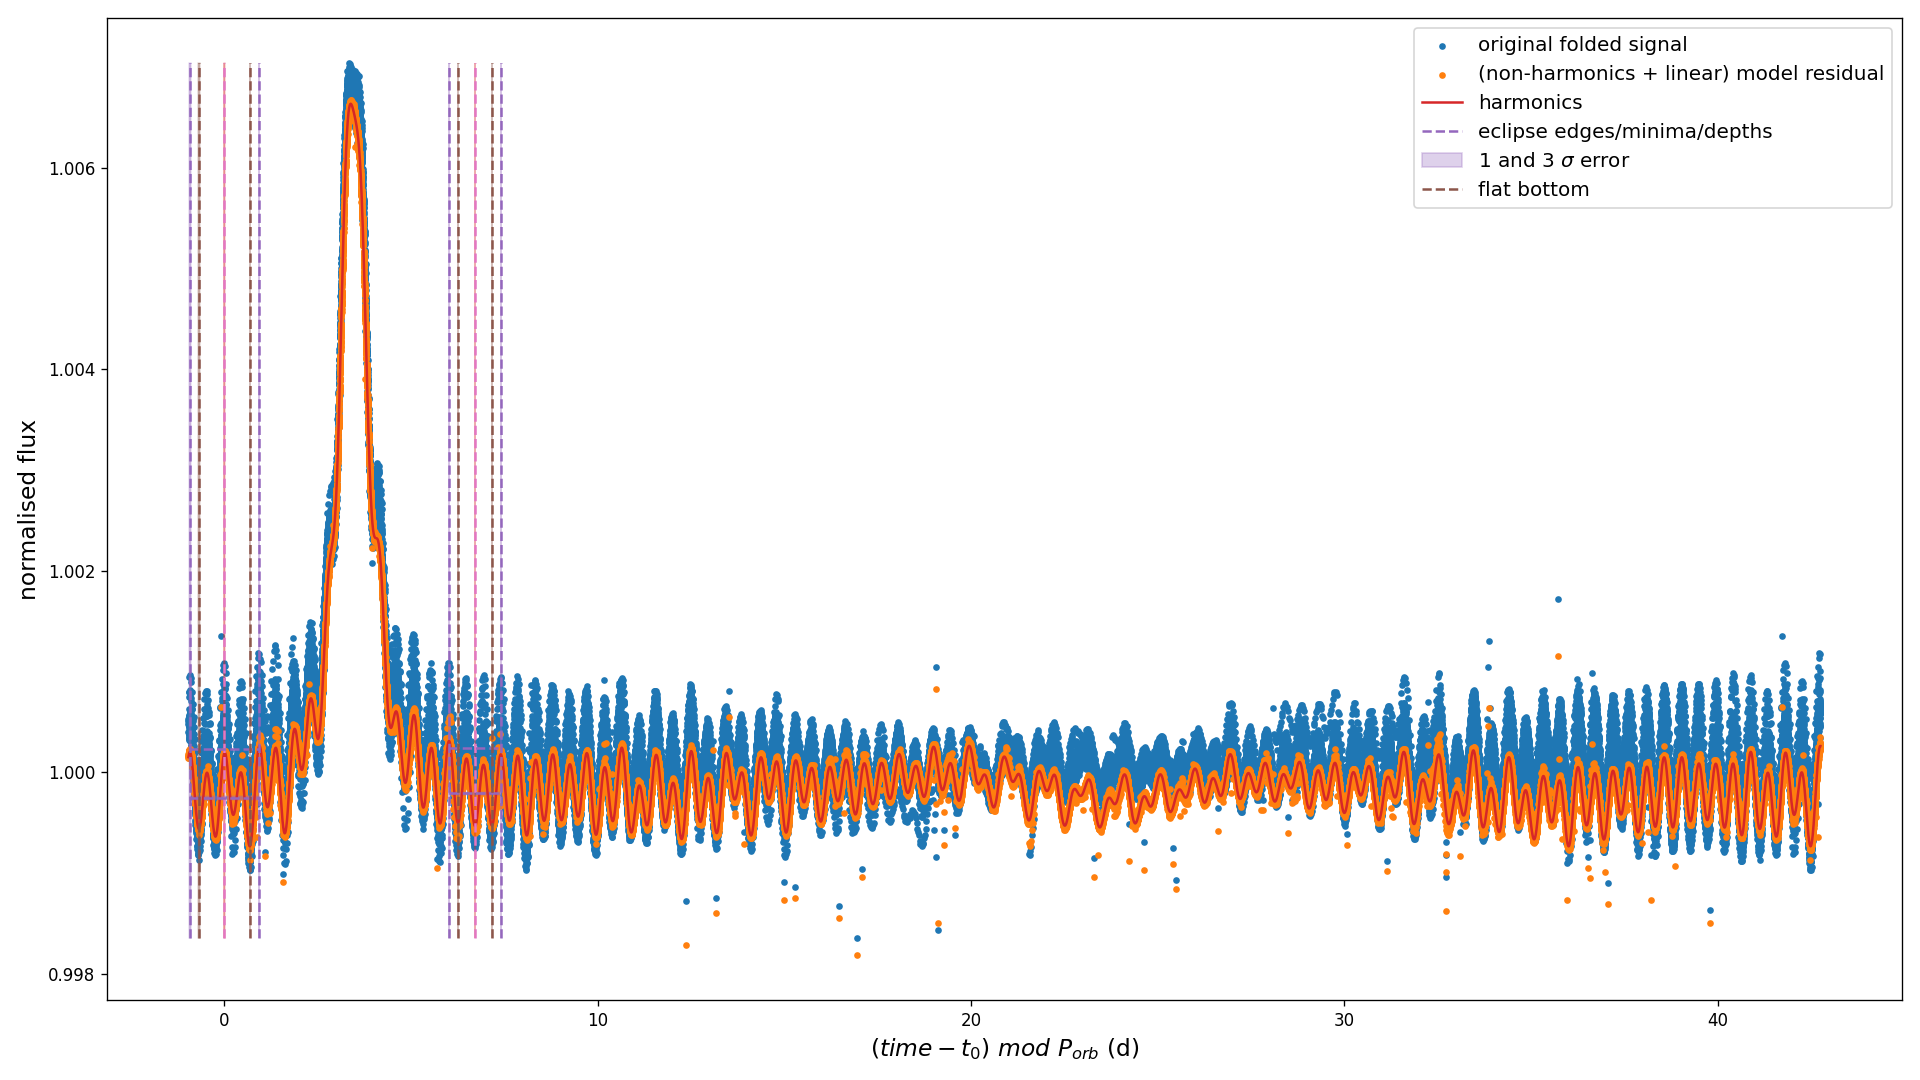 original folded signal
(non-harmonics + linear) model residual
harmonics
eclipse edges/minima/depths
1 and 3 σ error
flat bottom
normalised flux
1.006
1.004
1.002
1.000
0.998
0 10 20 30 40
(time − t₀) mod P_orb (d)